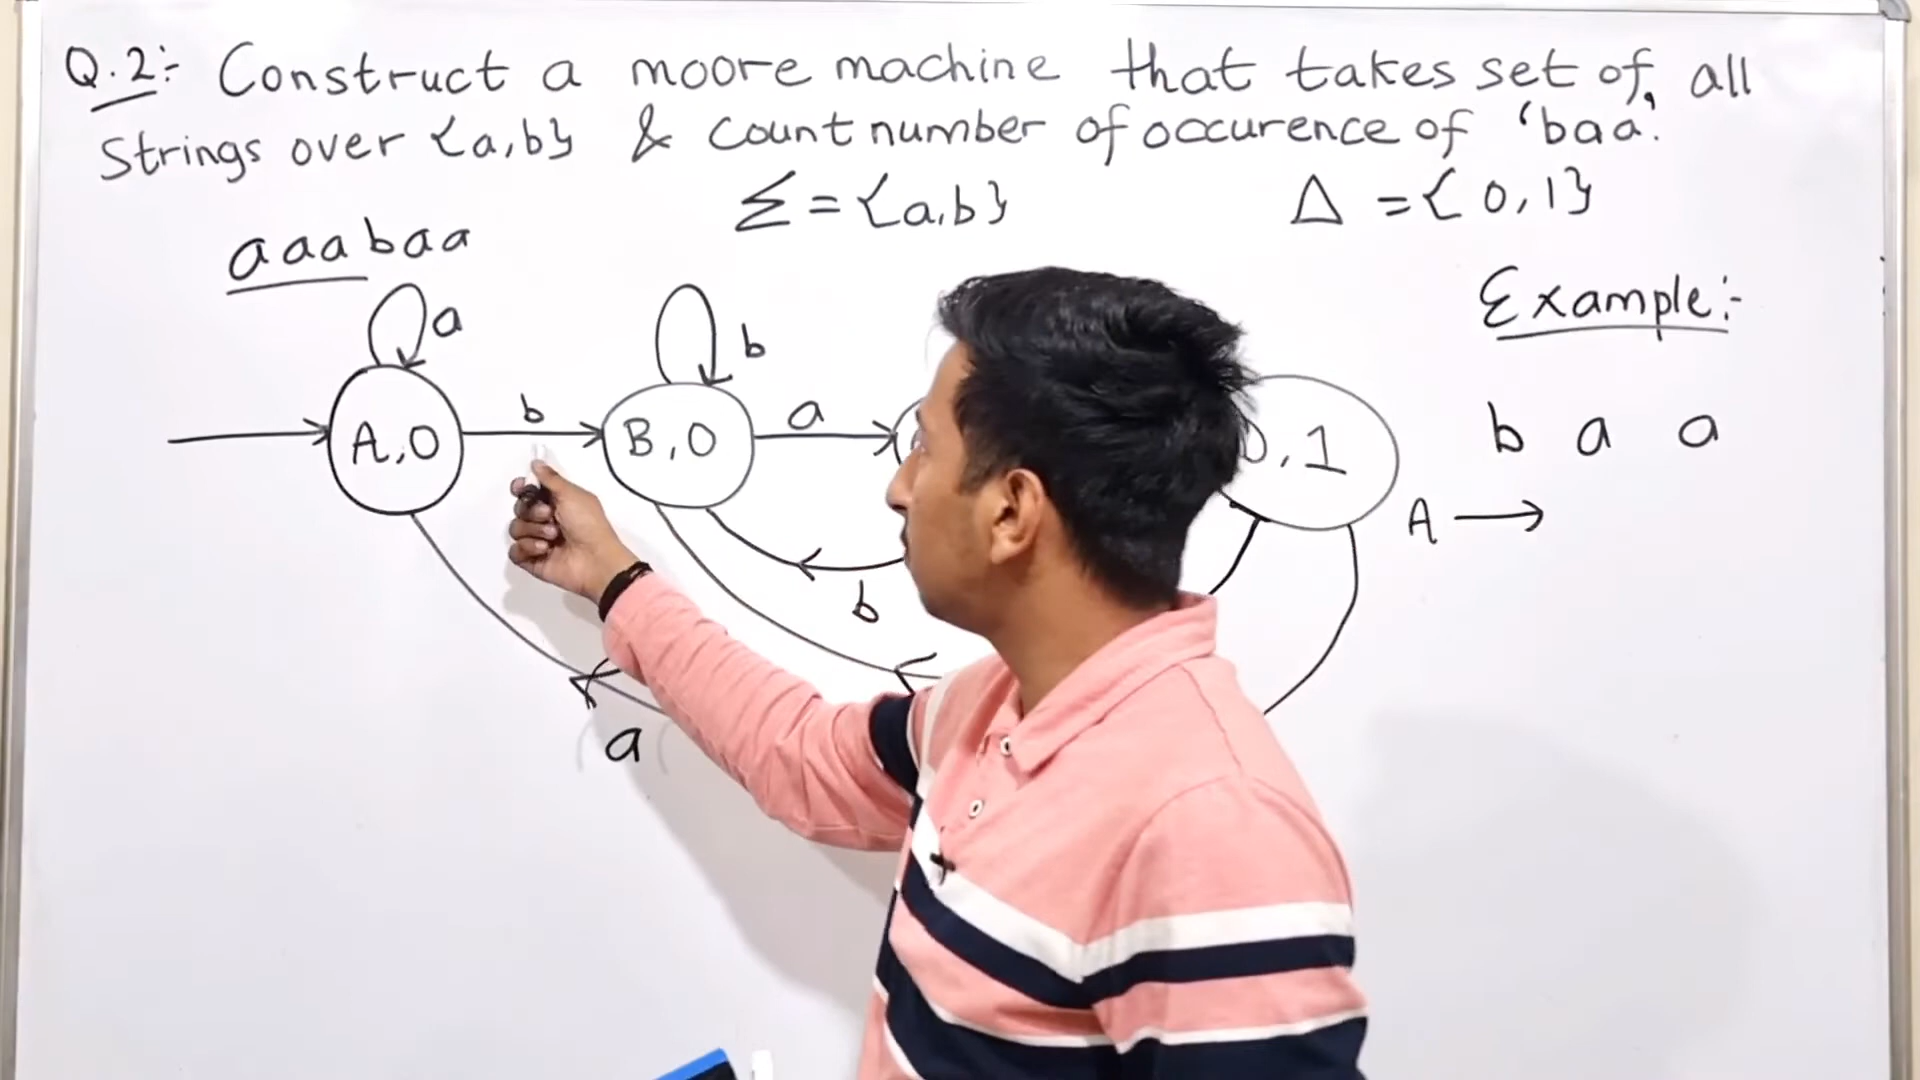 Q.2:- Construct a moore machine that takes set of all
Strings over {a,b} & count number of occurence of 'baa'.
Σ = {a,b} Δ = {0,1}
aaabaa
Example:-
a b
b a
A,0 B,0 ,1
b a a
A →
b
a